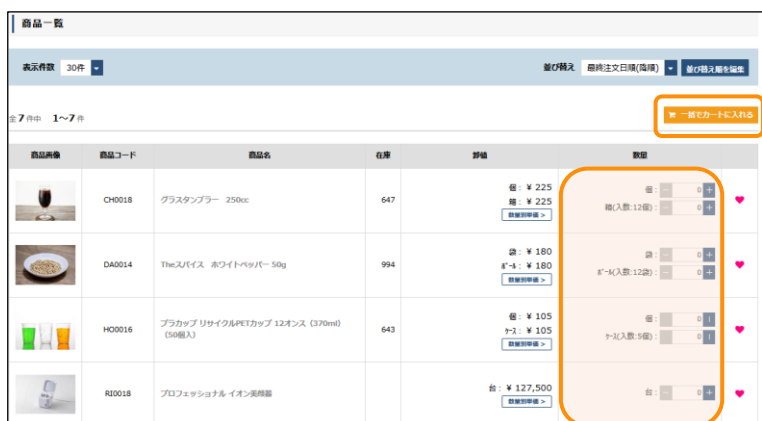 商品一覧
表示件数 30件
並び替え 最終注文日順(降順) 並び替え順を編集
全7件中 1～7件
一括でカートに入れる
商品画像 商品コード 商品名 在庫 卸値 数量
CH0018 グラスタンブラー 250cc 647
個：￥225
箱：￥225
数量別単価 >
個：－ 0 +
箱(入数:12個)：－ 0 +
DA0014 Theスパイス ホワイトペッパー 50g 994
袋：￥180
ﾎﾞｰﾙ：￥180
数量別単価 >
袋：－ 0 +
ﾎﾞｰﾙ(入数:12袋)：－ 0 +
HO0016 プラカップ リサイクルPETカップ 12オンス（370ml）
（50個入） 643
個：￥105
ｹｰｽ：￥105
数量別単価 >
個：－ 0
ｹｰｽ(入数:5個)：－ 0
RI0018 プロフェッショナル イオン美顔器
台：￥127,500
数量別単価 >
台：－ 0 +